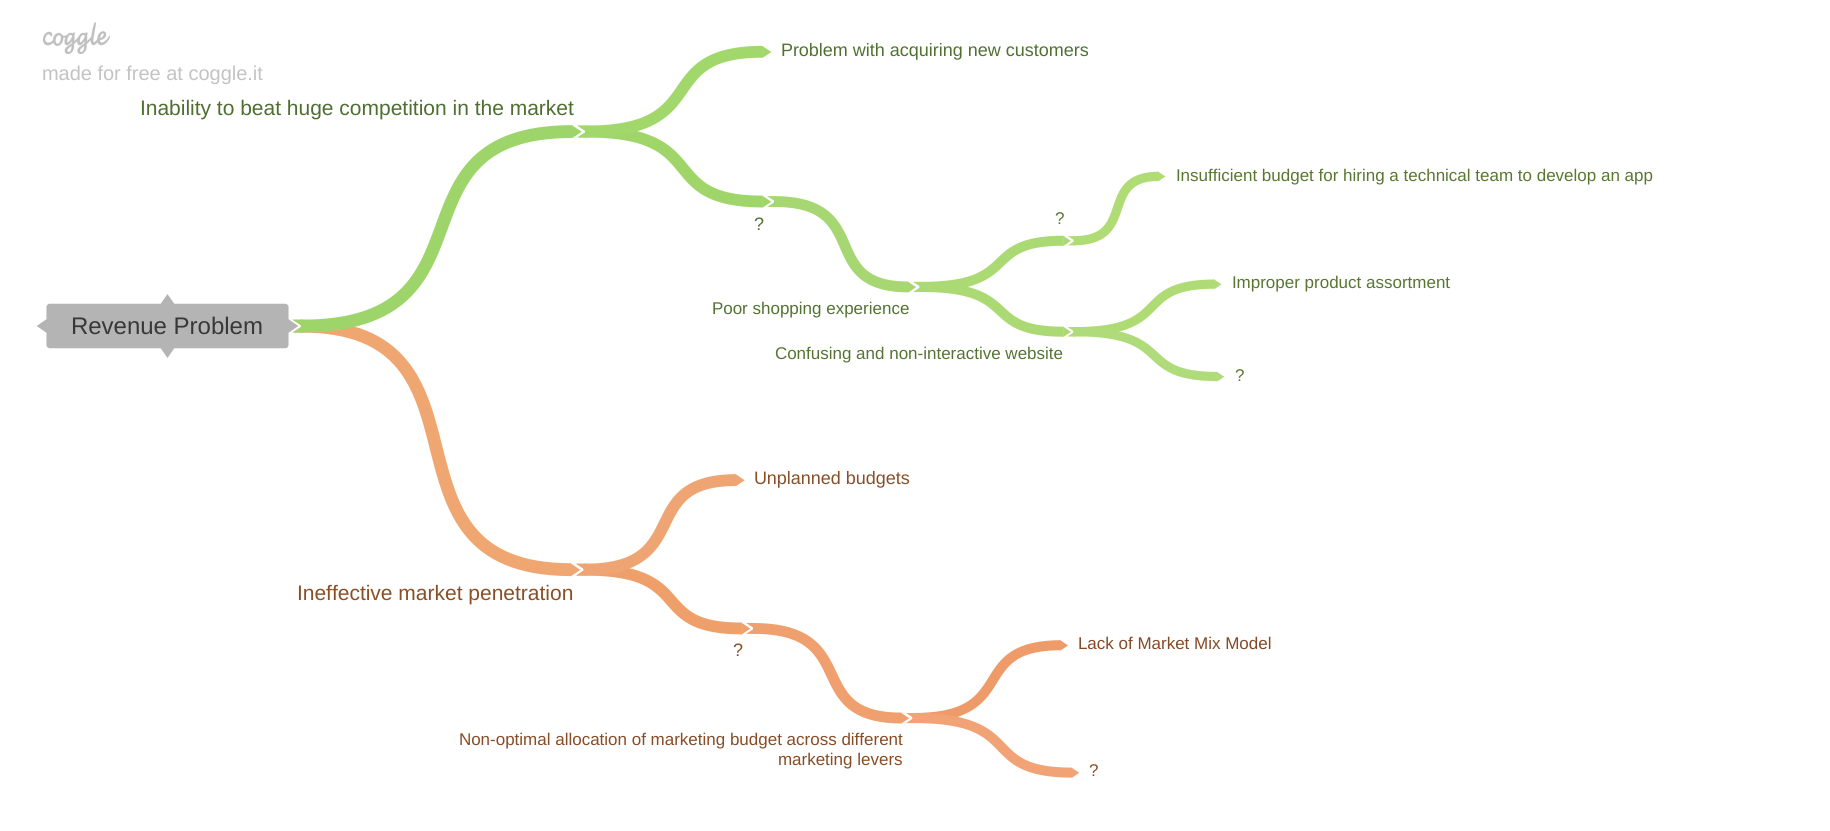 coggle
made for free at coggle.it
Revenue Problem
Inability to beat huge competition in the market
Problem with acquiring new customers
?
Poor shopping experience
?
Insufficient budget for hiring a technical team to develop an app
Confusing and non-interactive website
Improper product assortment
?
Ineffective market penetration
Unplanned budgets
?
Non-optimal allocation of marketing budget across different
marketing levers
Lack of Market Mix Model
?